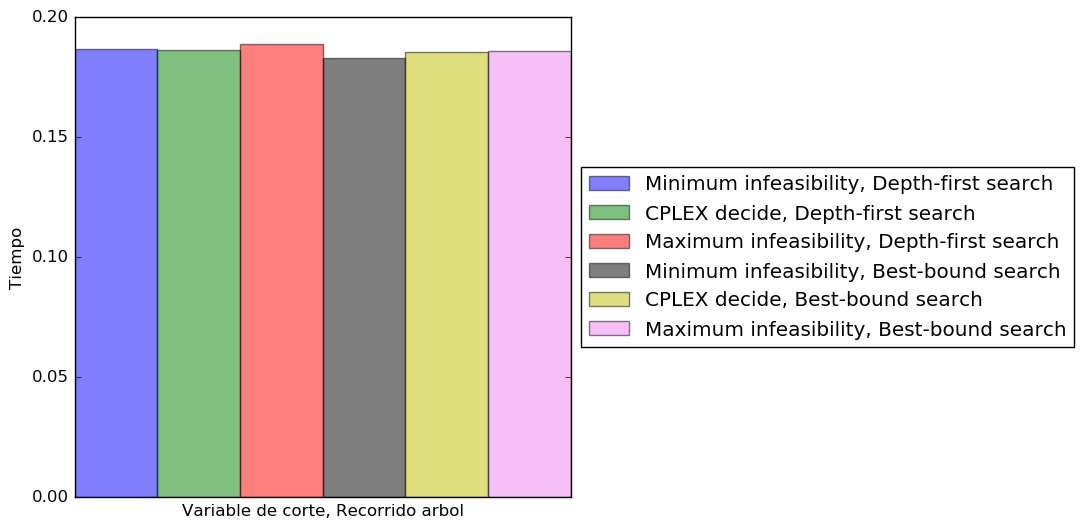 0.20
0.15
0.10
0.05
0.00
Tiempo
Variable de corte, Recorrido arbol
Minimum infeasibility, Depth-first search
CPLEX decide, Depth-first search
Maximum infeasibility, Depth-first search
Minimum infeasibility, Best-bound search
CPLEX decide, Best-bound search
Maximum infeasibility, Best-bound search